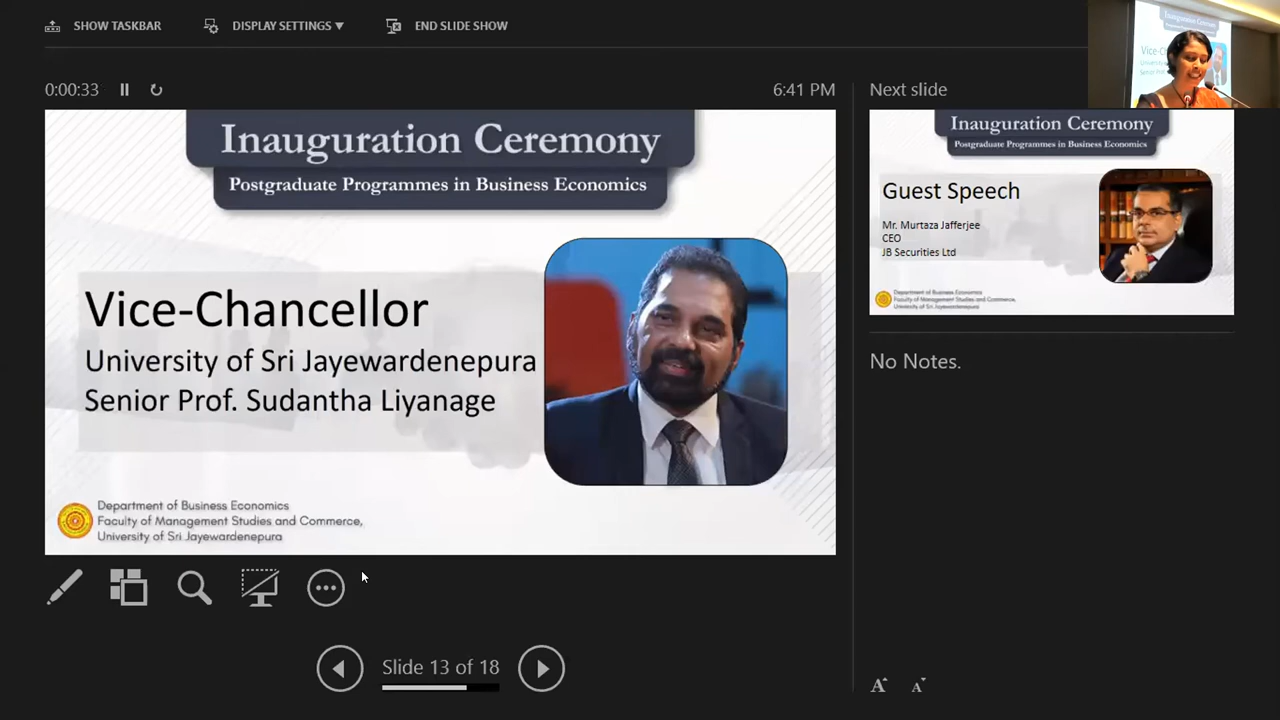 SHOW TASKBAR
DISPLAY SETTINGS
END SLIDE SHOW
0:00:33
6:41 PM
Inauguration Ceremony
Postgraduate Programmes in Business Economics
Vice-Chancellor
University of Sri Jayewardenepura
Senior Prof. Sudantha Liyanage
Department of Business Economics
Faculty of Management Studies and Commerce,
University of Sri Jayewardenepura
Slide 13 of 18
Next slide
Inauguration Ceremony
Postgraduate Programmes in Business Economics
Guest Speech
Mr. Murtaza Jafferjee
CEO
JB Securities Ltd
Department of Business Economics
Faculty of Management Studies and Commerce,
University of Sri Jayewardenepura
No Notes.
A
A